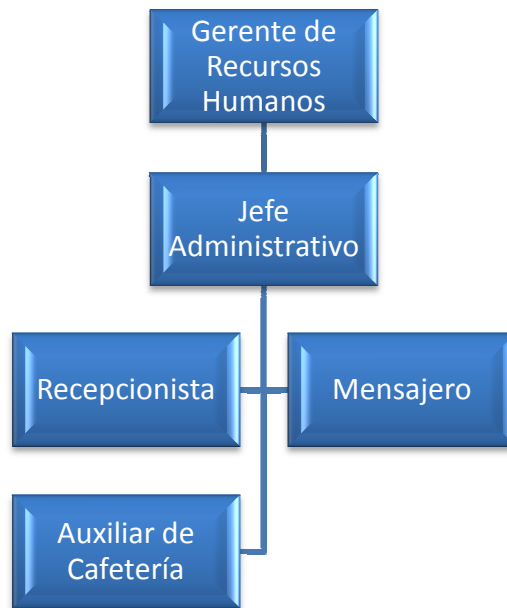 Gerente de
Recursos
Humanos
Jefe
Administrativo
Recepcionista
Mensajero
Auxiliar de
Cafetería